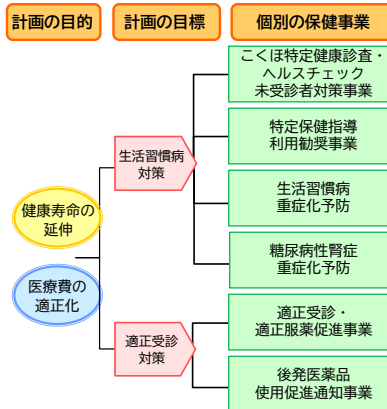 計画の目的
計画の目標
個別の保健事業
健康寿命の
延伸
医療費の
適正化
生活習慣病
対策
適正受診
対策
こくほ特定健康診査・
ヘルスチェック
未受診者対策事業
特定保健指導
利用勧奨事業
生活習慣病
重症化予防
糖尿病性腎症
重症化予防
適正受診・
適正服薬促進事業
後発医薬品
使用促進通知事業